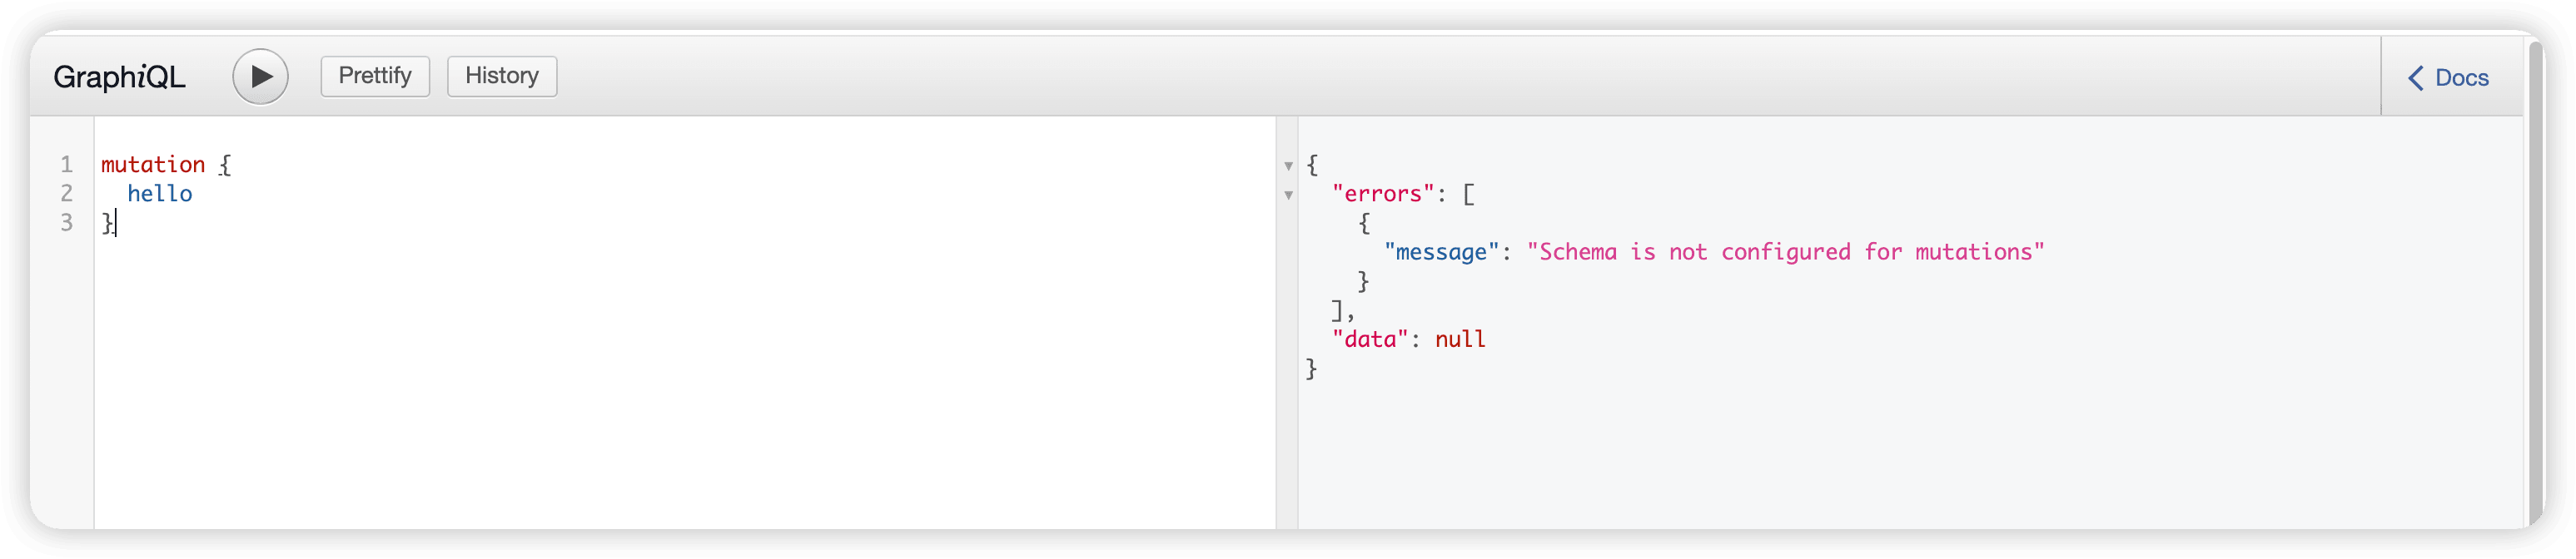 GraphiQL Prettify History Docs
1 mutation {
2 hello
3 }
{
"errors": [
{
"message": "Schema is not configured for mutations"
}
],
"data": null
}